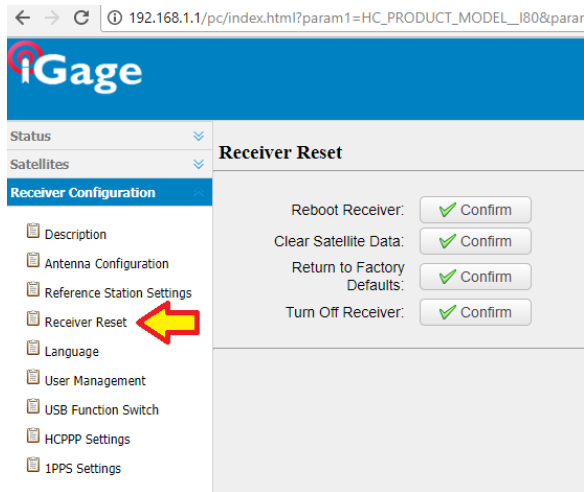 192.168.1.1/pc/index.html?param1=HC_PRODUCT_MODEL__I80&parar
iGage
Status
Satellites
Receiver Configuration
Description
Antenna Configuration
Reference Station Settings
Receiver Reset
Language
User Management
USB Function Switch
HCPPP Settings
1PPS Settings
Receiver Reset
Reboot Receiver: Confirm
Clear Satellite Data: Confirm
Return to Factory
Defaults: Confirm
Turn Off Receiver: Confirm